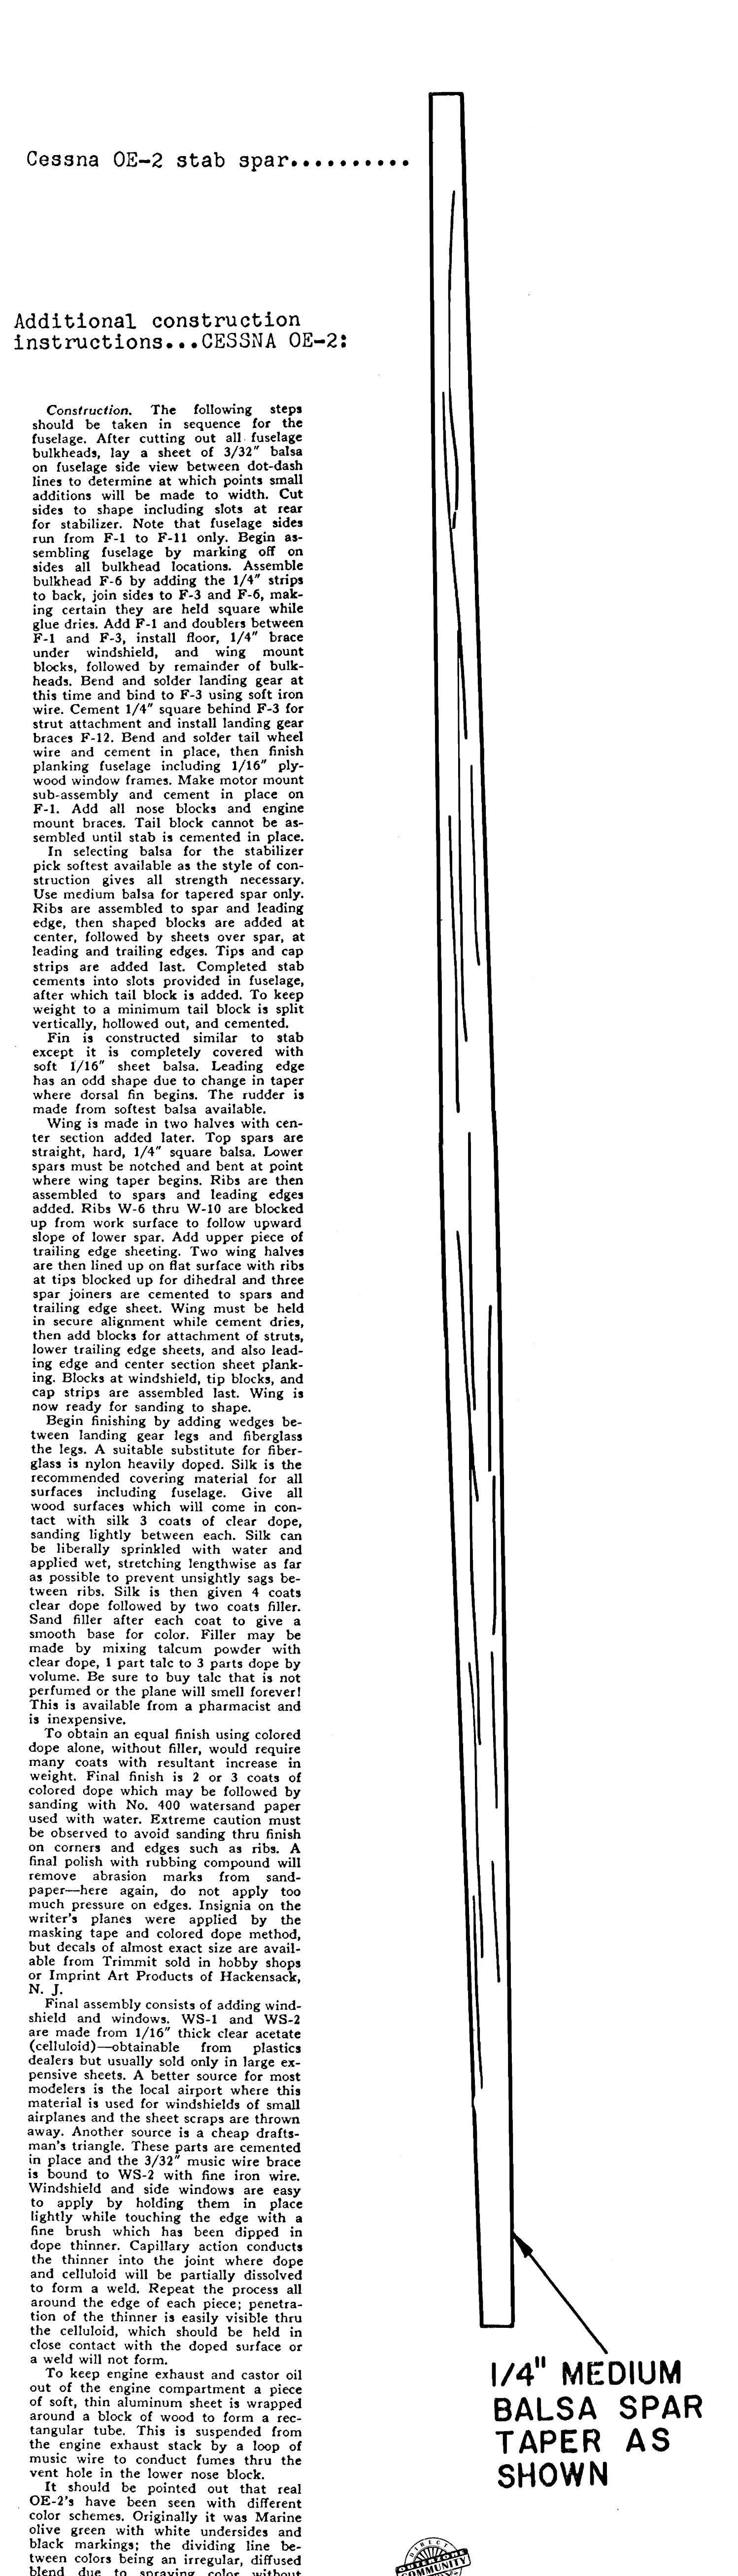 Cessna OE-2 stab spar..........
Additional construction
instructions...CESSNA OE-2:
Construction. The following steps
should be taken in sequence for the
fuselage. After cutting out all fuselage
bulkheads, lay a sheet of 3/32" balsa
on fuselage side view between dot-dash
lines to determine at which points small
additions will be made to width. Cut
sides to shape including slots at rear
for stabilizer. Note that fuselage sides
run from F-1 to F-11 only. Begin as-
sembling fuselage by marking off on
sides all bulkhead locations. Assemble
bulkhead F-6 by adding the 1/4" strips
to back, join sides to F-3 and F-6, mak-
ing certain they are held square while
glue dries. Add F-1 and doublers between
F-1 and F-3, install floor, 1/4" brace
under windshield, and wing mount
blocks, followed by remainder of bulk-
heads. Bend and solder landing gear at
this time and bind to F-3 using soft iron
wire. Cement 1/4" square behind F-3 for
strut attachment and install landing gear
braces F-12. Bend and solder tail wheel
wire and cement in place, then finish
planking fuselage including 1/16" ply-
wood window frames. Make motor mount
sub-assembly and cement in place on
F-1. Add all nose blocks and engine
mount braces. Tail block cannot be as-
sembled until stab is cemented in place.
In selecting balsa for the stabilizer
pick softest available as the style of con-
struction gives all strength necessary.
Use medium balsa for tapered spar only.
Ribs are assembled to spar and leading
edge, then shaped blocks are added at
center, followed by sheets over spar, at
leading and trailing edges. Tips and cap
strips are added last. Completed stab
cements into slots provided in fuselage,
after which tail block is added. To keep
weight to a minimum tail block is split
vertically, hollowed out, and cemented.
Fin is constructed similar to stab
except it is completely covered with
soft 1/16" sheet balsa. Leading edge
has an odd shape due to change in taper
where dorsal fin begins. The rudder is
made from softest balsa available.
Wing is made in two halves with cen-
ter section added later. Top spars are
straight, hard, 1/4" square balsa. Lower
spars must be notched and bent at point
where wing taper begins. Ribs are then
assembled to spars and leading edges
added. Ribs W-6 thru W-10 are blocked
up from work surface to follow upward
slope of lower spar. Add upper piece of
trailing edge sheeting. Two wing halves
are then lined up on flat surface with ribs
at tips blocked up for dihedral and three
spar joiners are cemented to spars and
trailing edge sheet. Wing must be held
in secure alignment while cement dries,
then add blocks for attachment of struts,
lower trailing edge sheets, and also lead-
ing edge and center section sheet plank-
ing. Blocks at windshield, tip blocks, and
cap strips are assembled last. Wing is
now ready for sanding to shape.
Begin finishing by adding wedges be-
tween landing gear legs and fiberglass
the legs. A suitable substitute for fiber-
glass is nylon heavily doped. Silk is the
recommended covering material for all
surfaces including fuselage. Give all
wood surfaces which will come in con-
tact with silk 3 coats of clear dope,
sanding lightly between each. Silk can
be liberally sprinkled with water and
applied wet, stretching lengthwise as far
as possible to prevent unsightly sags be-
tween ribs. Silk is then given 4 coats
clear dope followed by two coats filler.
Sand filler after each coat to give a
smooth base for color. Filler may be
made by mixing talcum powder with
clear dope, 1 part talc to 3 parts dope by
volume. Be sure to buy talc that is not
perfumed or the plane will smell forever!
This is available from a pharmacist and
is inexpensive.
To obtain an equal finish using colored
dope alone, without filler, would require
many coats with resultant increase in
weight. Final finish is 2 or 3 coats of
colored dope which may be followed by
sanding with No. 400 watersand paper
used with water. Extreme caution must
be observed to avoid sanding thru finish
on corners and edges such as ribs. A
final polish with rubbing compound will
remove abrasion marks from sand-
paper—here again, do not apply too
much pressure on edges. Insignia on the
writer's planes were applied by the
masking tape and colored dope method,
but decals of almost exact size are avail-
able from Trimmit sold in hobby shops
or Imprint Art Products of Hackensack,
N. J.
Final assembly consists of adding wind-
shield and windows. WS-1 and WS-2
are made from 1/16" thick clear acetate
(celluloid)—obtainable from plastics
dealers but usually sold only in large ex-
pensive sheets. A better source for most
modelers is the local airport where this
material is used for windshields of small
airplanes and the sheet scraps are thrown
away. Another source is a cheap drafts-
man's triangle. These parts are cemented
in place and the 3/32" music wire brace
is bound to WS-2 with fine iron wire.
Windshield and side windows are easy
to apply by holding them in place
lightly while touching the edge with a
fine brush which has been dipped in
dope thinner. Capillary action conducts
the thinner into the joint where dope
and celluloid will be partially dissolved
to form a weld. Repeat the process all
around the edge of each piece; penetra-
tion of the thinner is easily visible thru
the celluloid, which should be held in
close contact with the doped surface or
a weld will not form.
To keep engine exhaust and castor oil
out of the engine compartment a piece
of soft, thin aluminum sheet is wrapped
around a block of wood to form a rec-
tangular tube. This is suspended from
the engine exhaust stack by a loop of
music wire to conduct fumes thru the
vent hole in the lower nose block.
It should be pointed out that real
OE-2's have been seen with different
color schemes. Originally it was Marine
olive green with white undersides and
black markings; the dividing line be-
tween colors being an irregular, diffused
blend due to spraying color without
1/4" MEDIUM
BALSA SPAR
TAPER AS
SHOWN
DIRECT
COMMUNITY